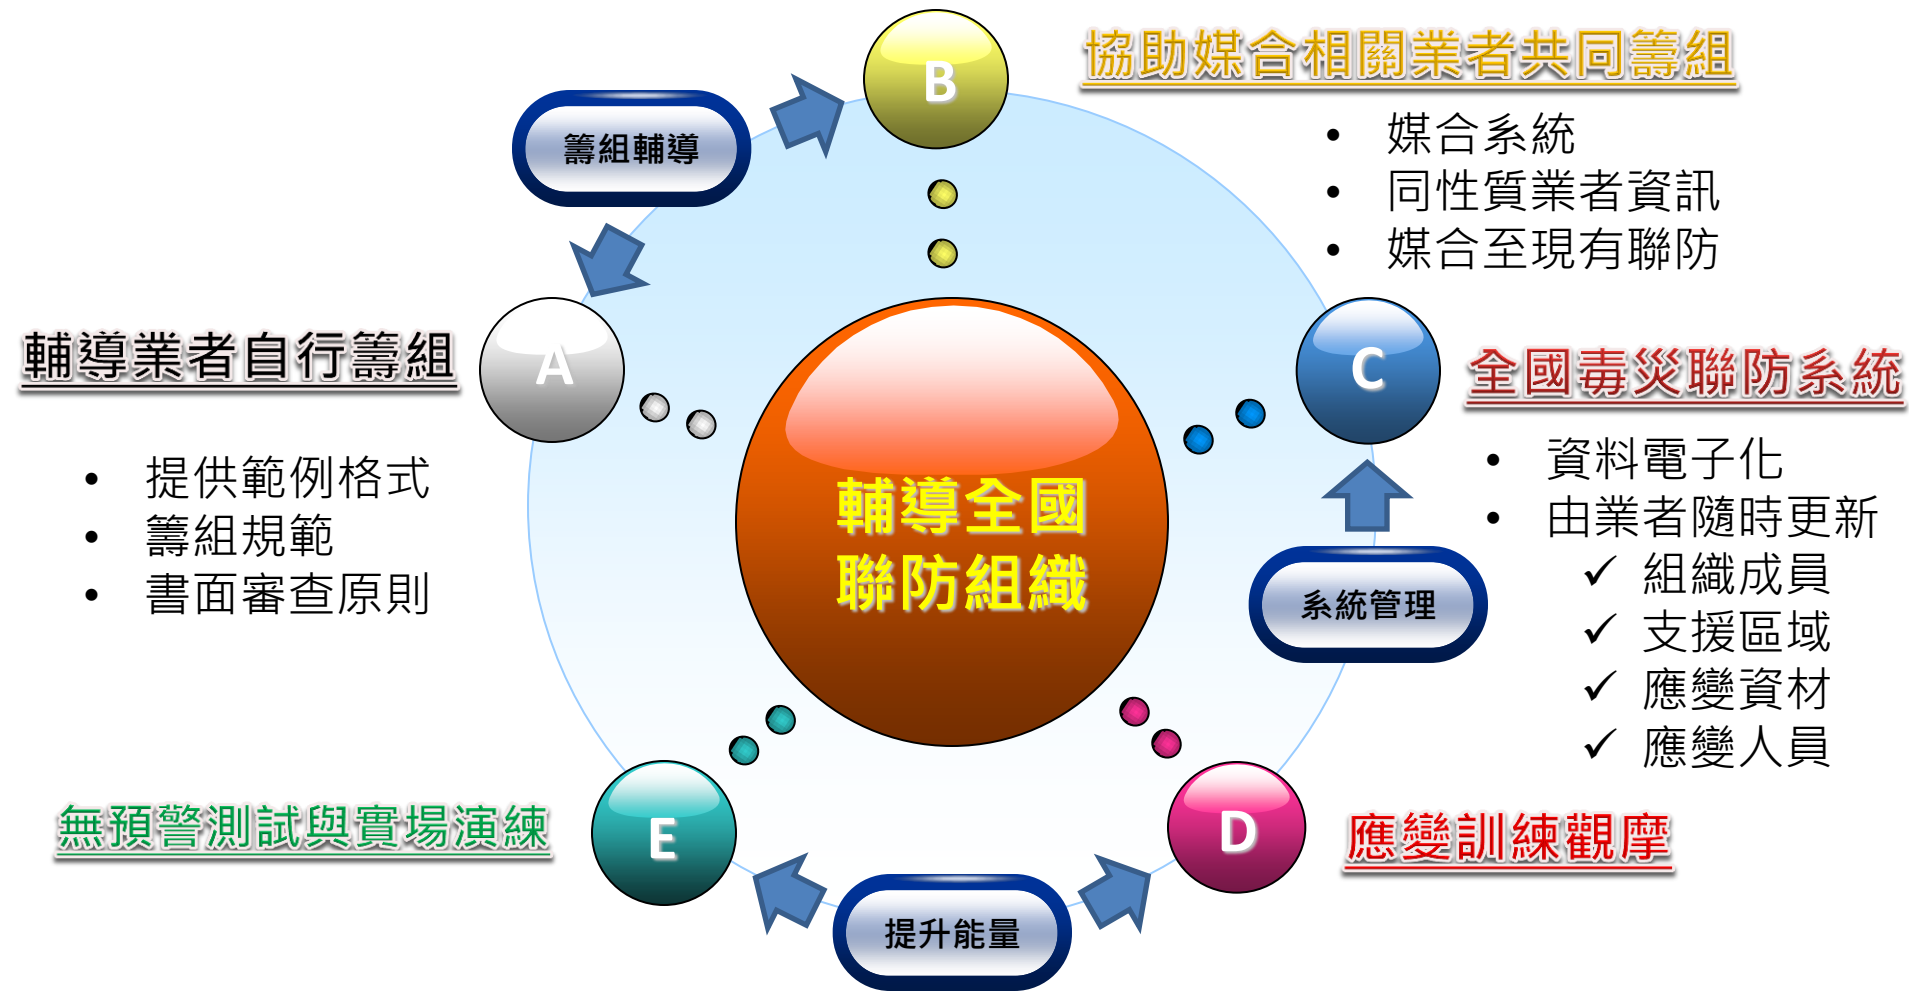 B
協助媒合相關業者共同籌組
• 媒合系統
• 同性質業者資訊
• 媒合至現有聯防
籌組輔導
A
輔導業者自行籌組
• 提供範例格式
• 籌組規範
• 書面審查原則
C
全國毒災聯防系統
• 資料電子化
• 由業者隨時更新
✓ 組織成員
✓ 支援區域
✓ 應變資材
✓ 應變人員
輔導全國
聯防組織
系統管理
E
無預警測試與實場演練
D
應變訓練觀摩
提升能量